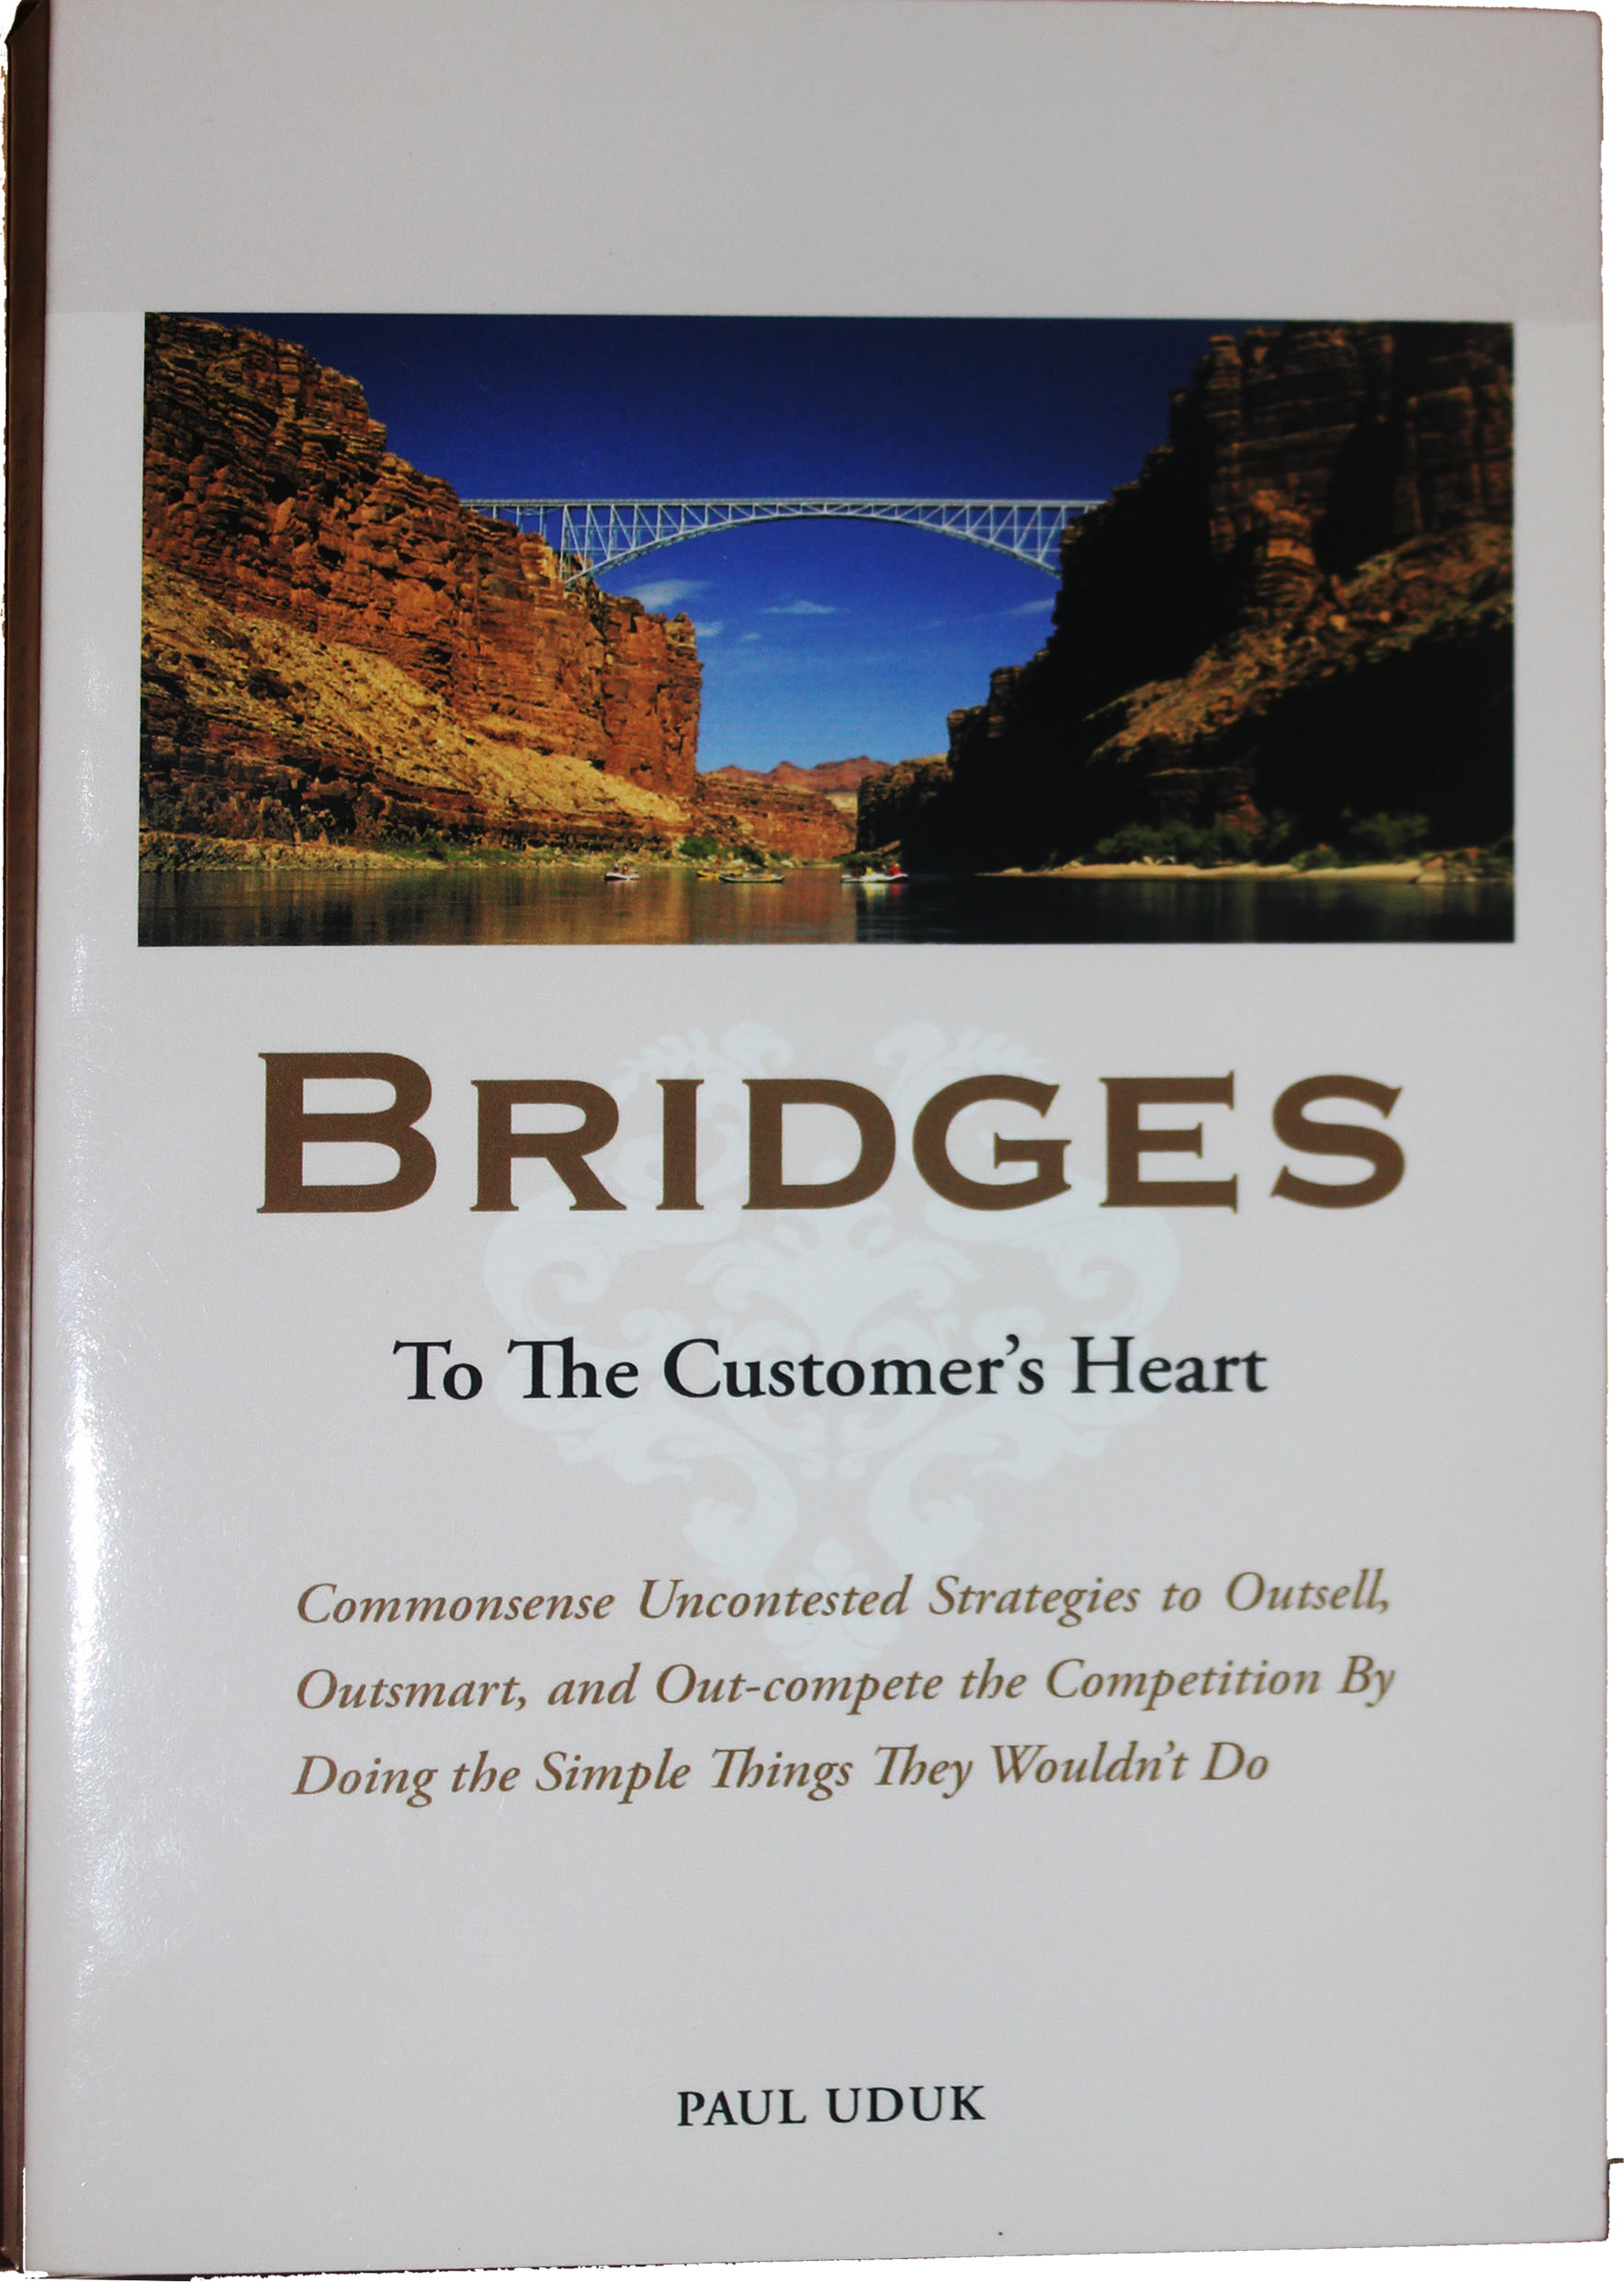 BRIDGES
To The Customer's Heart
Commonsense Uncontested Strategies to Outsell,
Outsmart, and Out-compete the Competition By
Doing the Simple Things They Wouldn't Do
PAUL UDUK